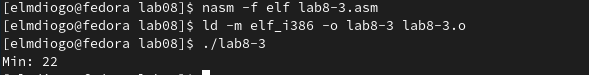 [elmdiogo@fedora lab08]$ nasm -f elf lab8-3.asm
[elmdiogo@fedora lab08]$ ld -m elf_i386 -o lab8-3 lab8-3.o
[elmdiogo@fedora lab08]$ ./lab8-3
Min: 22